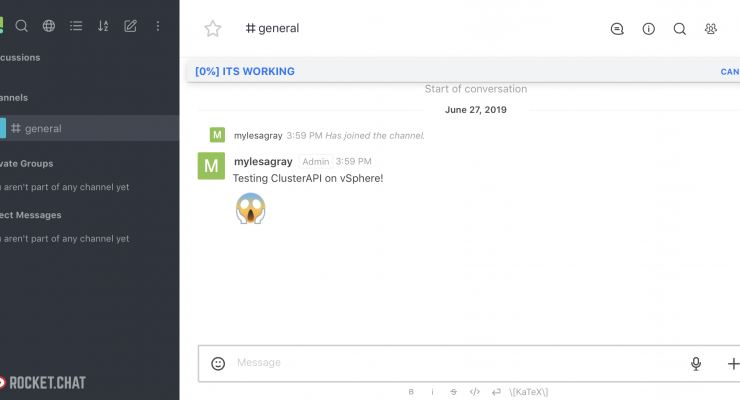 cussions
annels
general
vate Groups
aren't part of any channel yet
ect Messages
aren't part of any channel yet
ROCKET.CHAT
general
[0%] ITS WORKING
CAN
Start of conversation
June 27, 2019
M mylesagray 3:59 PM Has joined the channel.
M mylesagray Admin 3:59 PM
Testing ClusterAPI on vSphere!
Message
B i S </> \[KaTeX\]